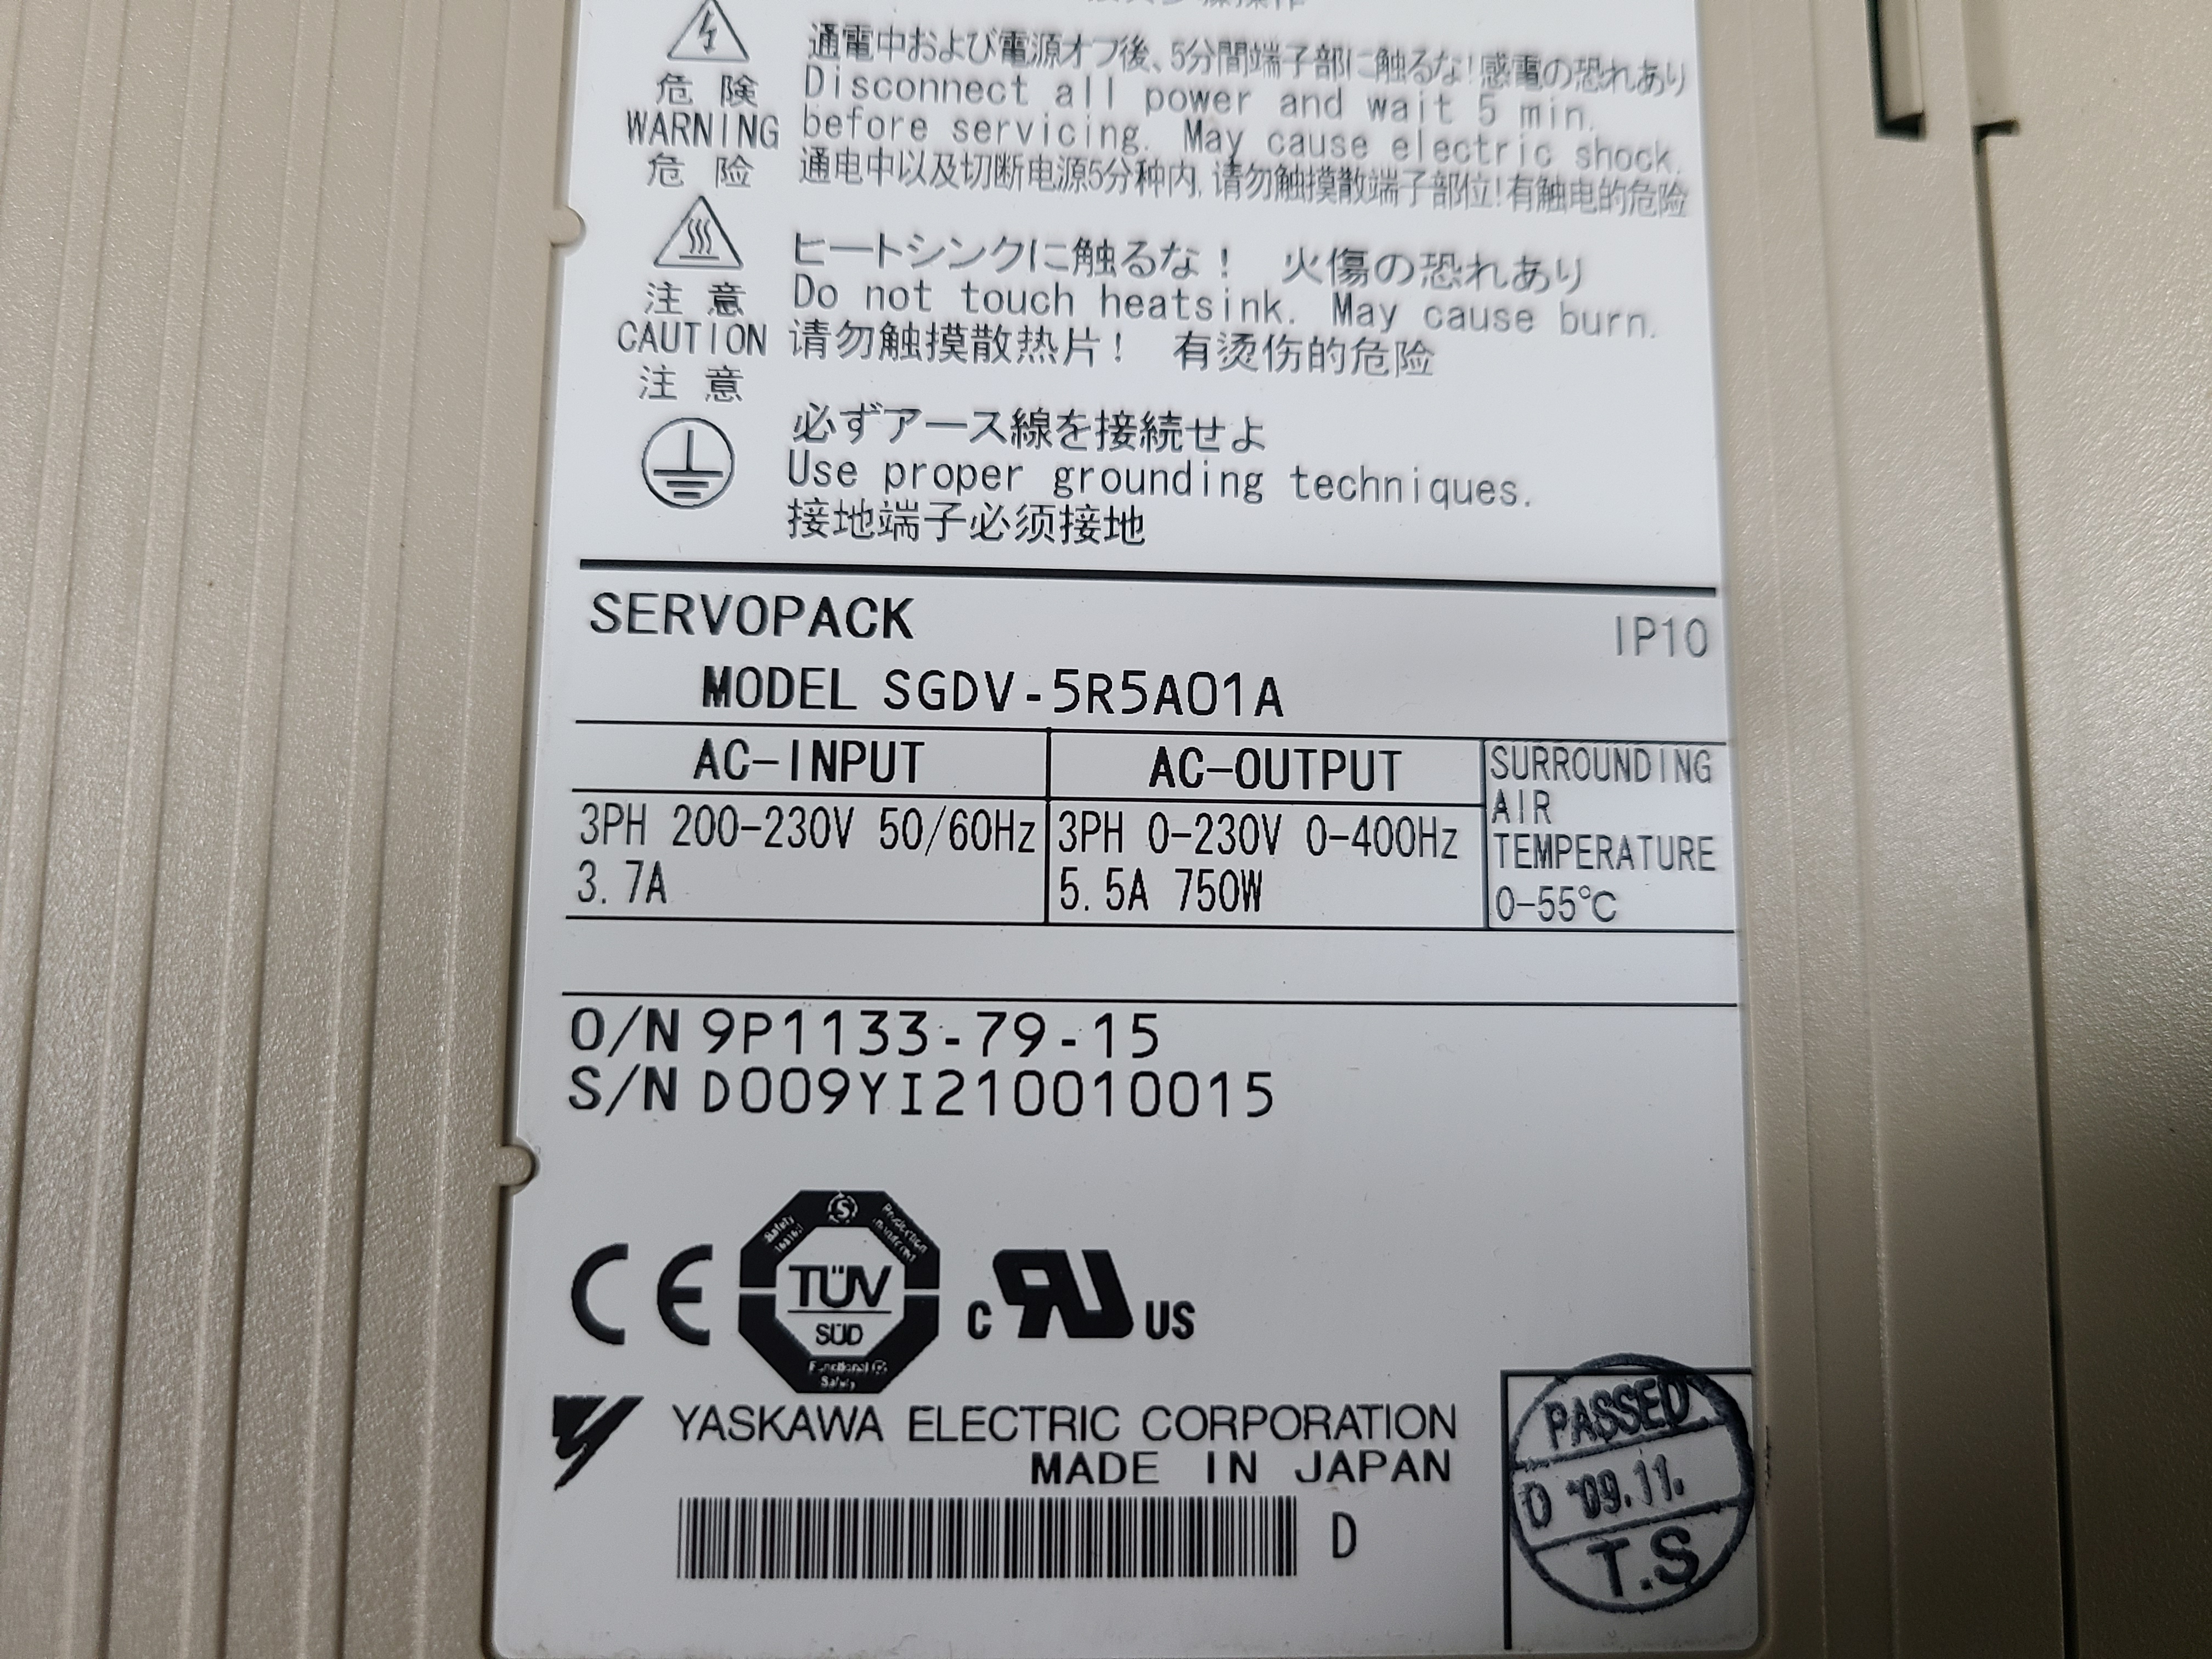 通電中および電源オフ後、5分間端子部に触るな!感電の恐れあり
危 険
Disconnect all power and wait 5 min.
WARNING
before servicing. May cause electric shock.
危 险
通电中以及切断电源5分种内, 请勿触摸散端子部位!有触电的危险
ヒートシンクに触るな! 火傷の恐れあり
注 意
Do not touch heatsink. May cause burn.
CAUTION
请勿触摸散热片! 有烫伤的危险
注 意
必ずアース線を接続せよ
Use proper grounding techniques.
接地端子必须接地
SERVOPACK
IP10
MODEL SGDV-5R5A01A
AC-INPUT
AC-OUTPUT
SURROUNDING
AIR
TEMPERATURE
0-55℃
3PH 200-230V 50/60Hz
3.7A
3PH 0-230V 0-400Hz
5.5A 750W
O/N 9P1133-79-15
S/N D009YI210010015
CE
TÜV
SÜD
Functional
Safety
C RU US
YASKAWA ELECTRIC CORPORATION
MADE IN JAPAN
D
PASSED
D '09.11.
T.S